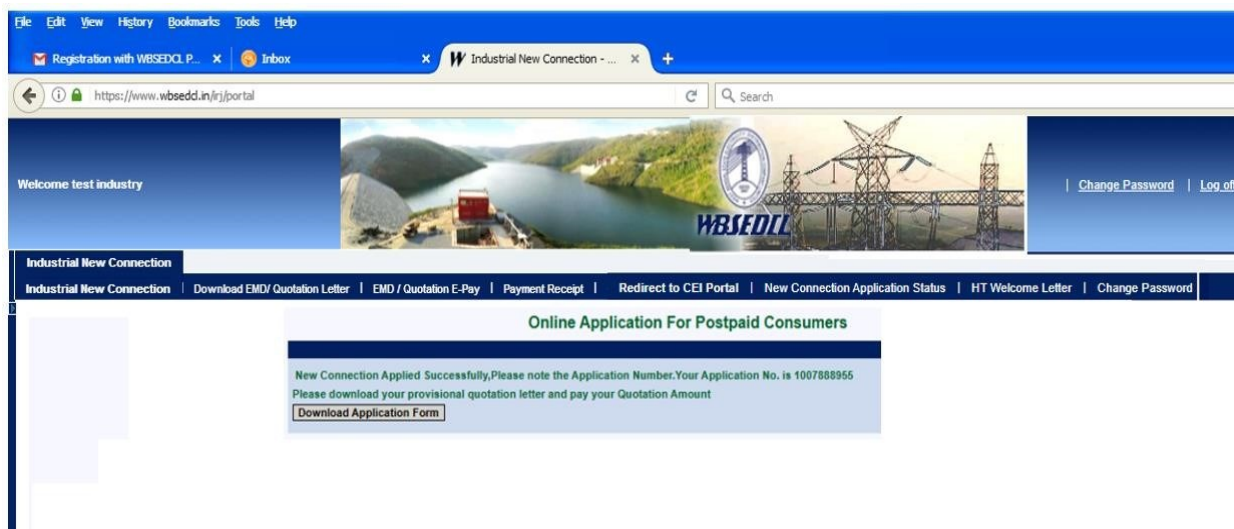 File Edit View History Bookmarks Tools Help
Registration with WBSEDCL P... × Inbox × W Industrial New Connection - ... × +
https://www.wbsedcl.in/irj/portal Search
Welcome test industry
WBSEDCL
| Change Password | Log off
Industrial New Connection
Industrial New Connection | Download EMD/ Quotation Letter | EMD / Quotation E-Pay | Payment Receipt | Redirect to CEI Portal | New Connection Application Status | HT Welcome Letter | Change Password
Online Application For Postpaid Consumers
New Connection Applied Successfully,Please note the Application Number.Your Application No. is 1007888955
Please download your provisional quotation letter and pay your Quotation Amount
Download Application Form